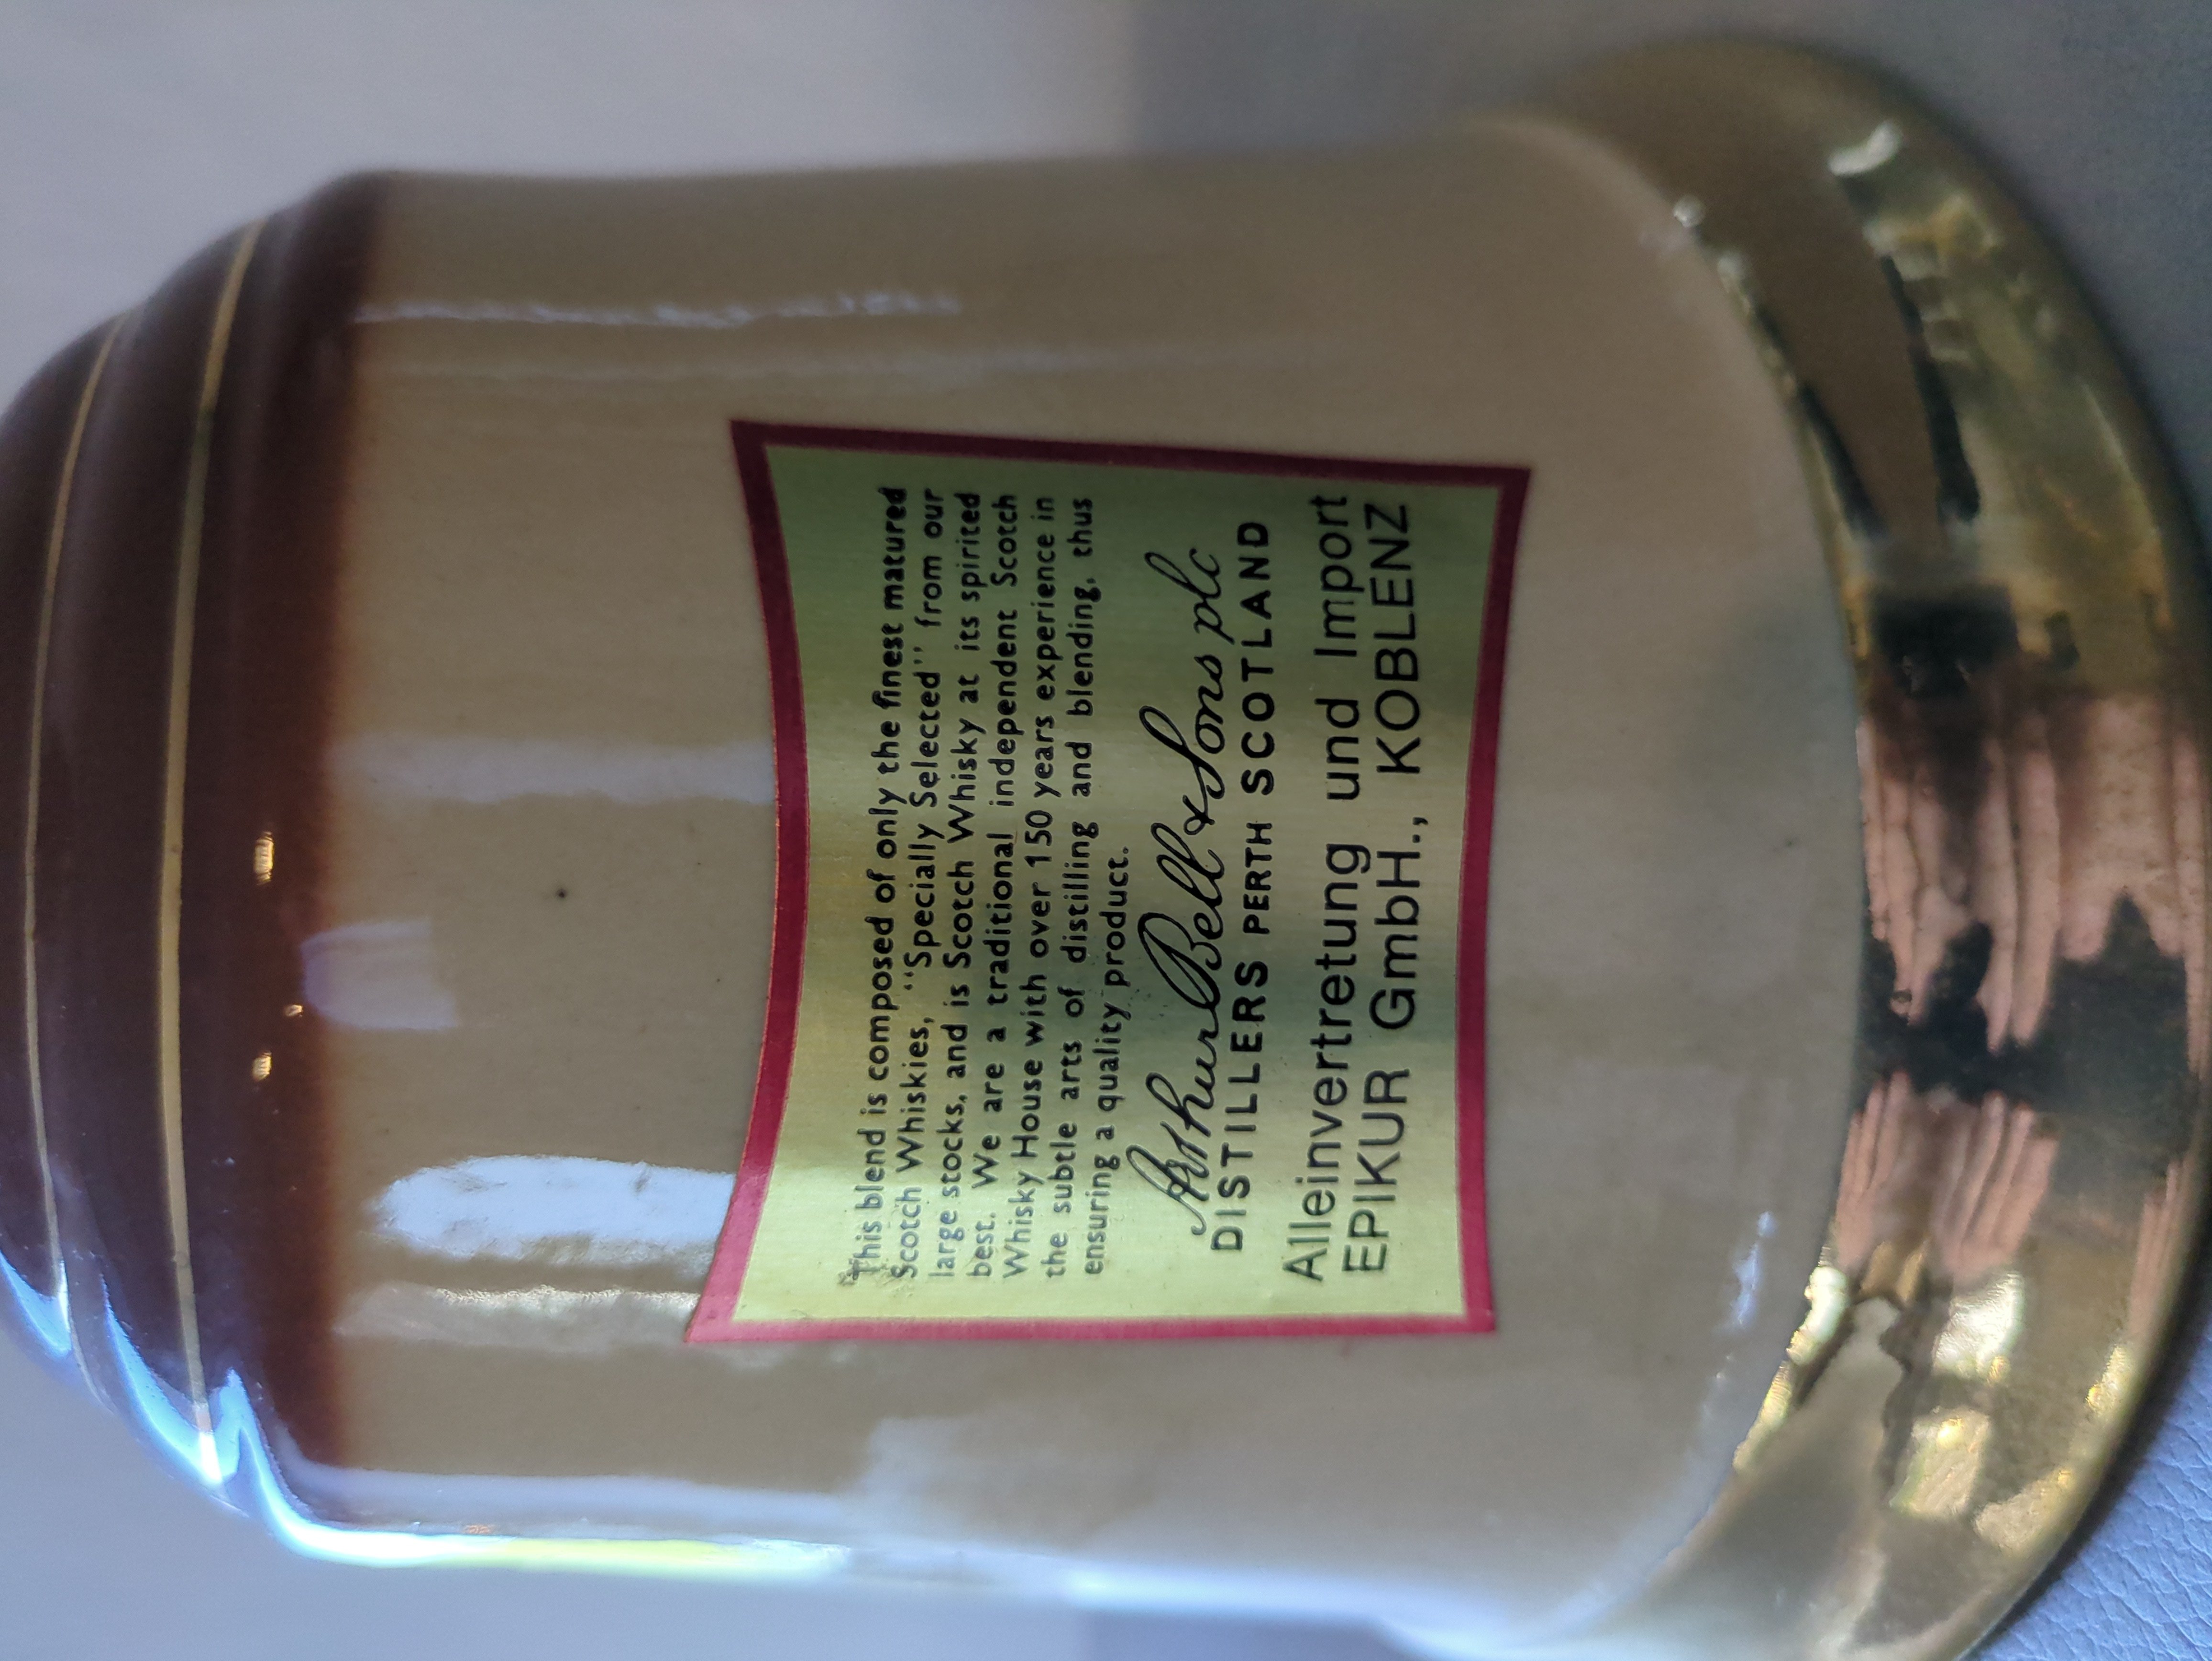 This blend is composed of only the finest matured
Scotch Whiskies, "Specially Selected" from our
large stocks, and is Scotch Whisky at its spirited
best. We are a traditional independent Scotch
Whisky House with over 150 years experience in
the subtle arts of distilling and blending, thus
ensuring a quality product.
Arthur Bell & Sons plc
DISTILLERS PERTH SCOTLAND
Alleinvertretung und Import
EPIKUR GmbH., KOBLENZ